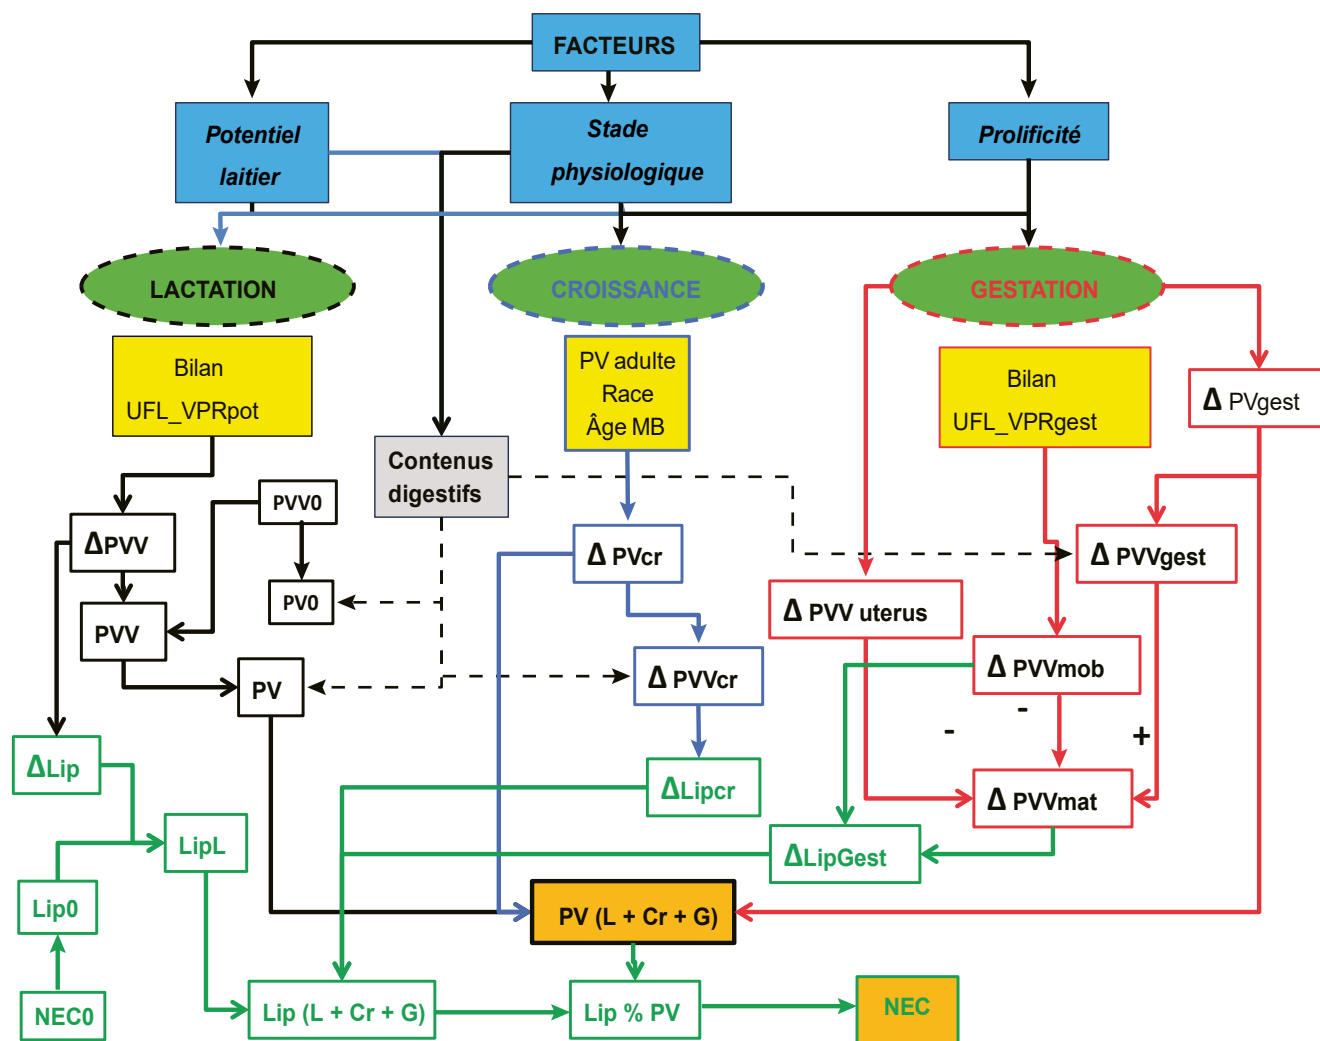 FACTEURS
Potentiel
laitier
Stade
physiologique
Prolificité
LACTATION
CROISSANCE
GESTATION
Bilan
UFL_VPRpot
PV adulte
Race
Âge MB
Bilan
UFL_VPRgest
Δ PVgest
Contenus
digestifs
PVV0
ΔPVV
Δ PVcr
Δ PVVgest
PV0
Δ PVV uterus
PVV
Δ PVVmob
Δ PVVcr
PV
-
-
+
ΔLip
ΔLipcr
Δ PVVmat
LipL
ΔLipGest
Lip0
PV (L + Cr + G)
NEC0
Lip (L + Cr + G)
Lip % PV
NEC